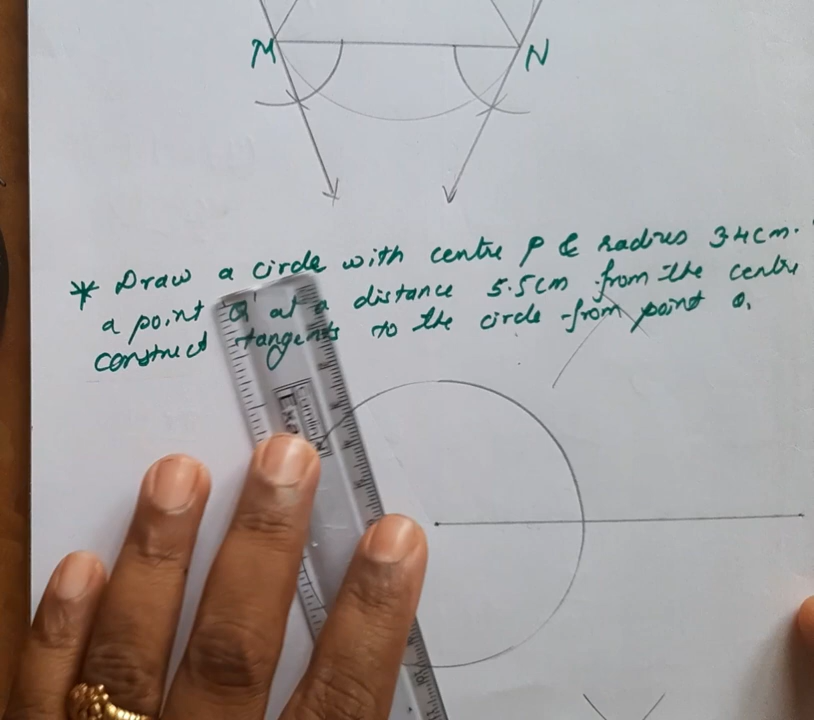 M N
* Draw a circle with centre P & radius 3.4cm.
a point 'Q' at a distance 5.5cm from the centre
construct tangents to the circle from point Q.